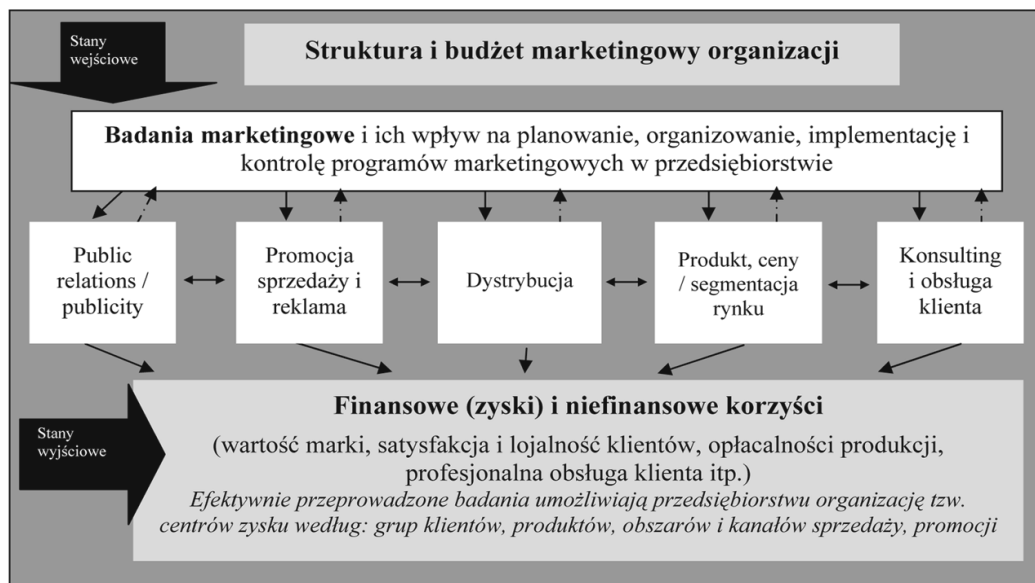 Stany
wejściowe
Struktura i budżet marketingowy organizacji
Badania marketingowe i ich wpływ na planowanie, organizowanie, implementację i
kontrolę programów marketingowych w przedsiębiorstwie
Public
relations /
publicity
Promocja
sprzedaży i
reklama
Dystrybucja
Produkt, ceny
/ segmentacja
rynku
Konsulting
i obsługa
klienta
Stany
wyjściowe
Finansowe (zyski) i niefinansowe korzyści
(wartość marki, satysfakcja i lojalność klientów, opłacalności produkcji,
profesjonalna obsługa klienta itp.)
Efektywnie przeprowadzone badania umożliwiają przedsiębiorstwu organizację tzw.
centrów zysku według: grup klientów, produktów, obszarów i kanałów sprzedaży, promocji